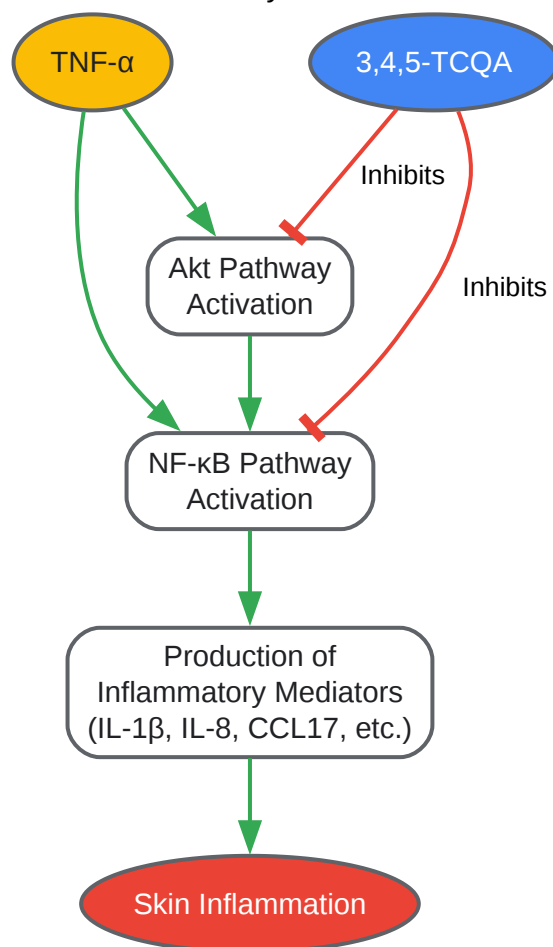 TNF-α
3,4,5-TCQA
Inhibits
Akt Pathway
Activation
Inhibits
NF-κB Pathway
Activation
Production of
Inflammatory Mediators
(IL-1β, IL-8, CCL17, etc.)
Skin Inflammation